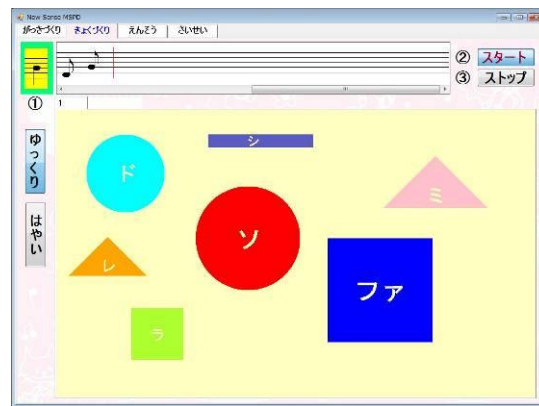 New Sense MSPD
がっきづくり きょくづくり えんそう さいせい
② スタート
③ ストップ
①
1
ゆっくり
はやい
ド
シ
ミ
ソ
レ
ファ
ラ